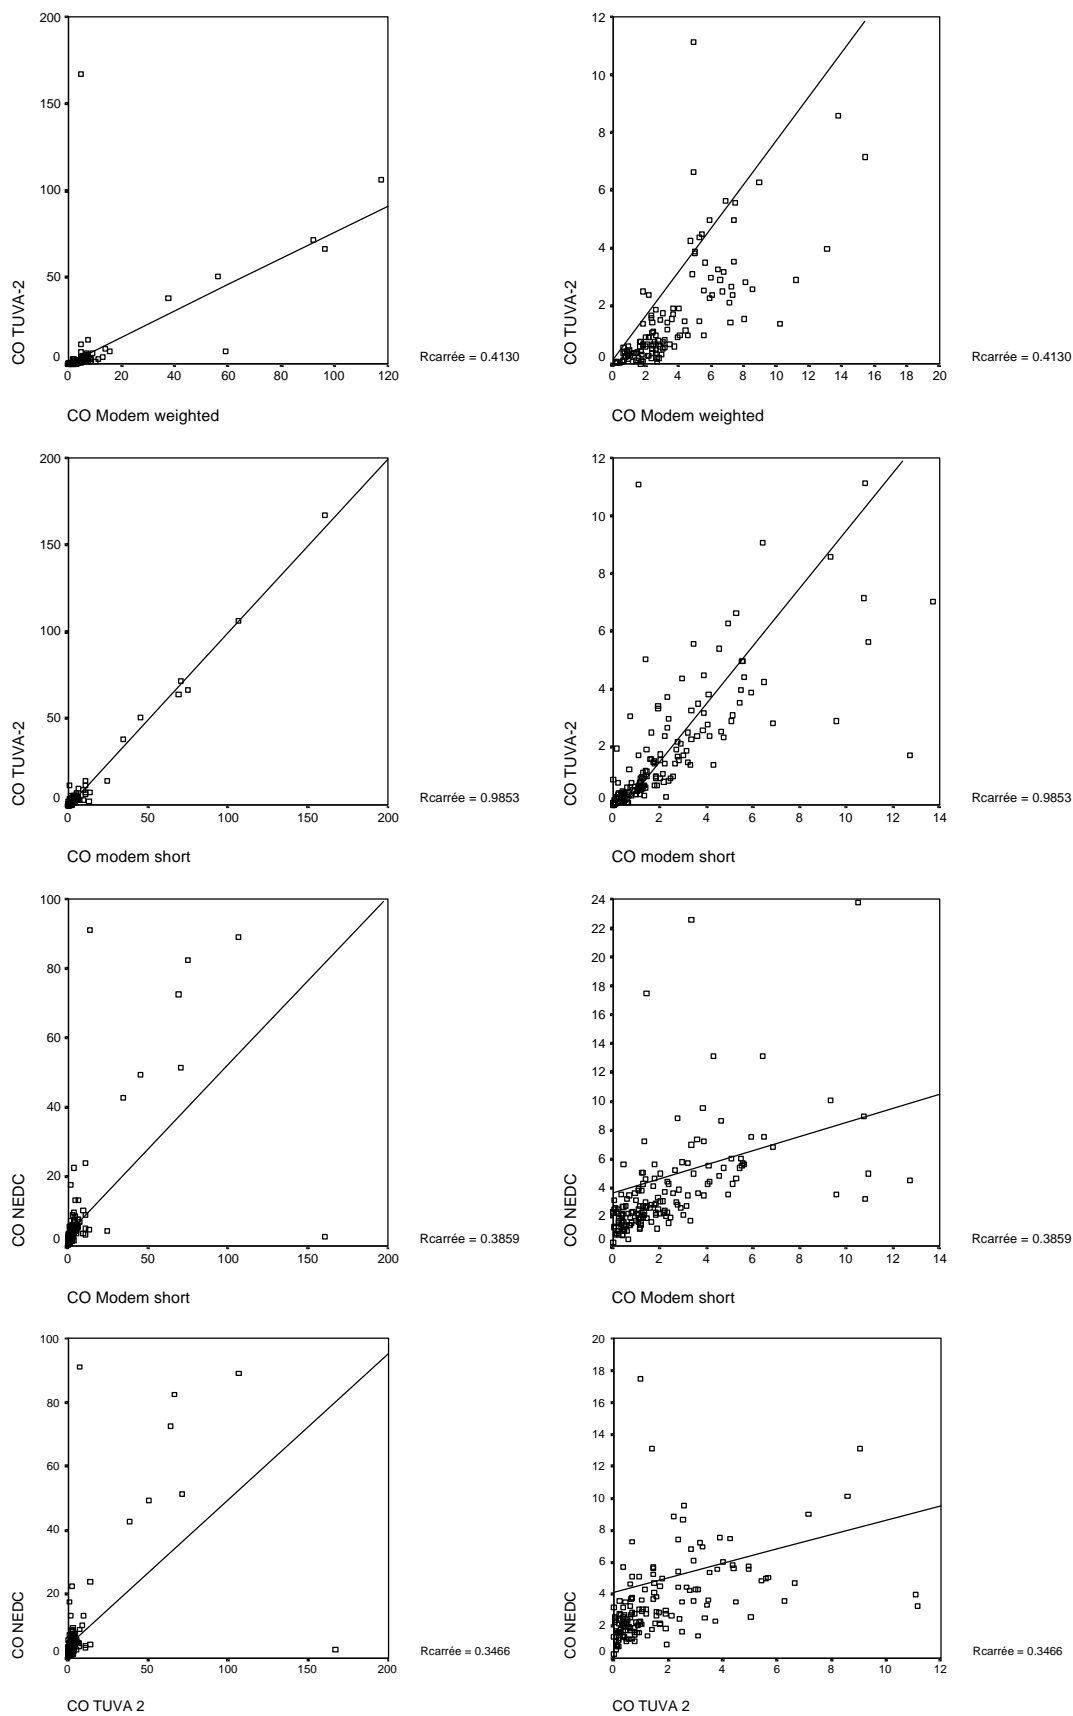 200
150
100
50
0
CO TUVA-2
0 20 40 60 80 100 120
CO Modem weighted
Rcarrée = 0.4130
12
10
8
6
4
2
0
CO TUVA-2
0 2 4 6 8 10 12 14 16 18 20
CO Modem weighted
Rcarrée = 0.4130
200
150
100
50
0
CO TUVA-2
0 50 100 150 200
CO modem short
Rcarrée = 0.9853
12
10
8
6
4
2
0
CO TUVA-2
0 2 4 6 8 10 12 14
CO modem short
Rcarrée = 0.9853
100
80
60
40
20
0
CO NEDC
0 50 100 150 200
CO Modem short
Rcarrée = 0.3859
24
22
20
18
16
14
12
10
8
6
4
2
0
CO NEDC
0 2 4 6 8 10 12 14
CO Modem short
Rcarrée = 0.3859
100
80
60
40
20
0
CO NEDC
0 50 100 150 200
CO TUVA 2
Rcarrée = 0.3466
20
18
16
14
12
10
8
6
4
2
0
CO NEDC
0 2 4 6 8 10 12
CO TUVA 2
Rcarrée = 0.3466